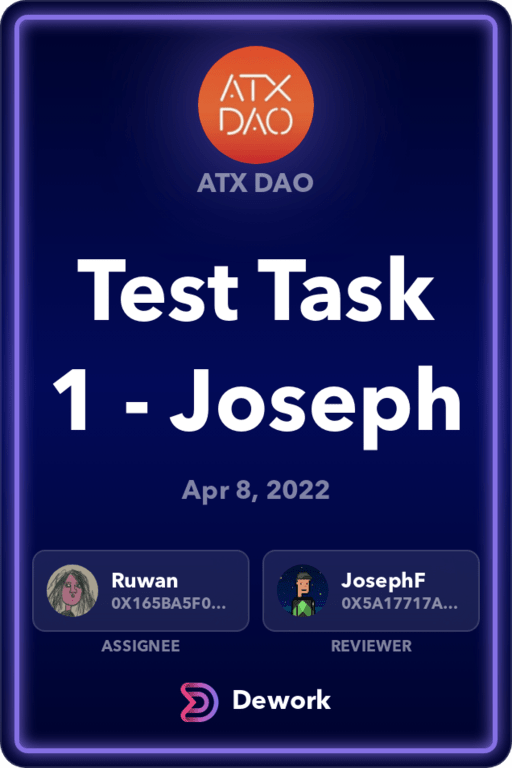 ATX
DAO
ATX DAO
Test Task
1 - Joseph
Apr 8, 2022
Ruwan
0X165BA5F0...
ASSIGNEE
JosephF
0X5A17717A...
REVIEWER
Dework